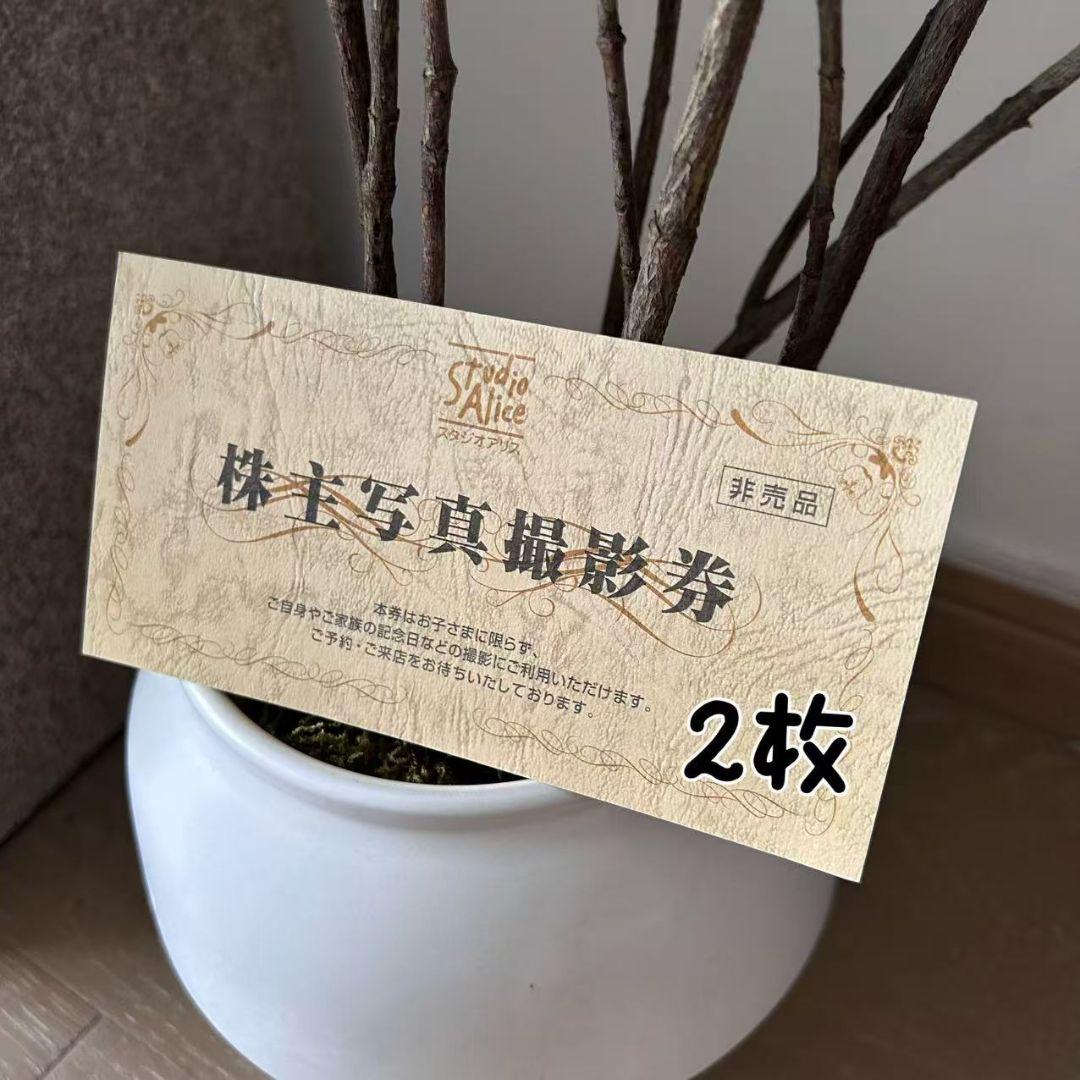 Studio
Alice
スタジオアリス
非売品
株主写真撮影券
本券はお子さまに限らず、
ご自身やご家族の記念日などの撮影にご利用いただけます。
ご予約・ご来店をお待ちいたしております。
2枚